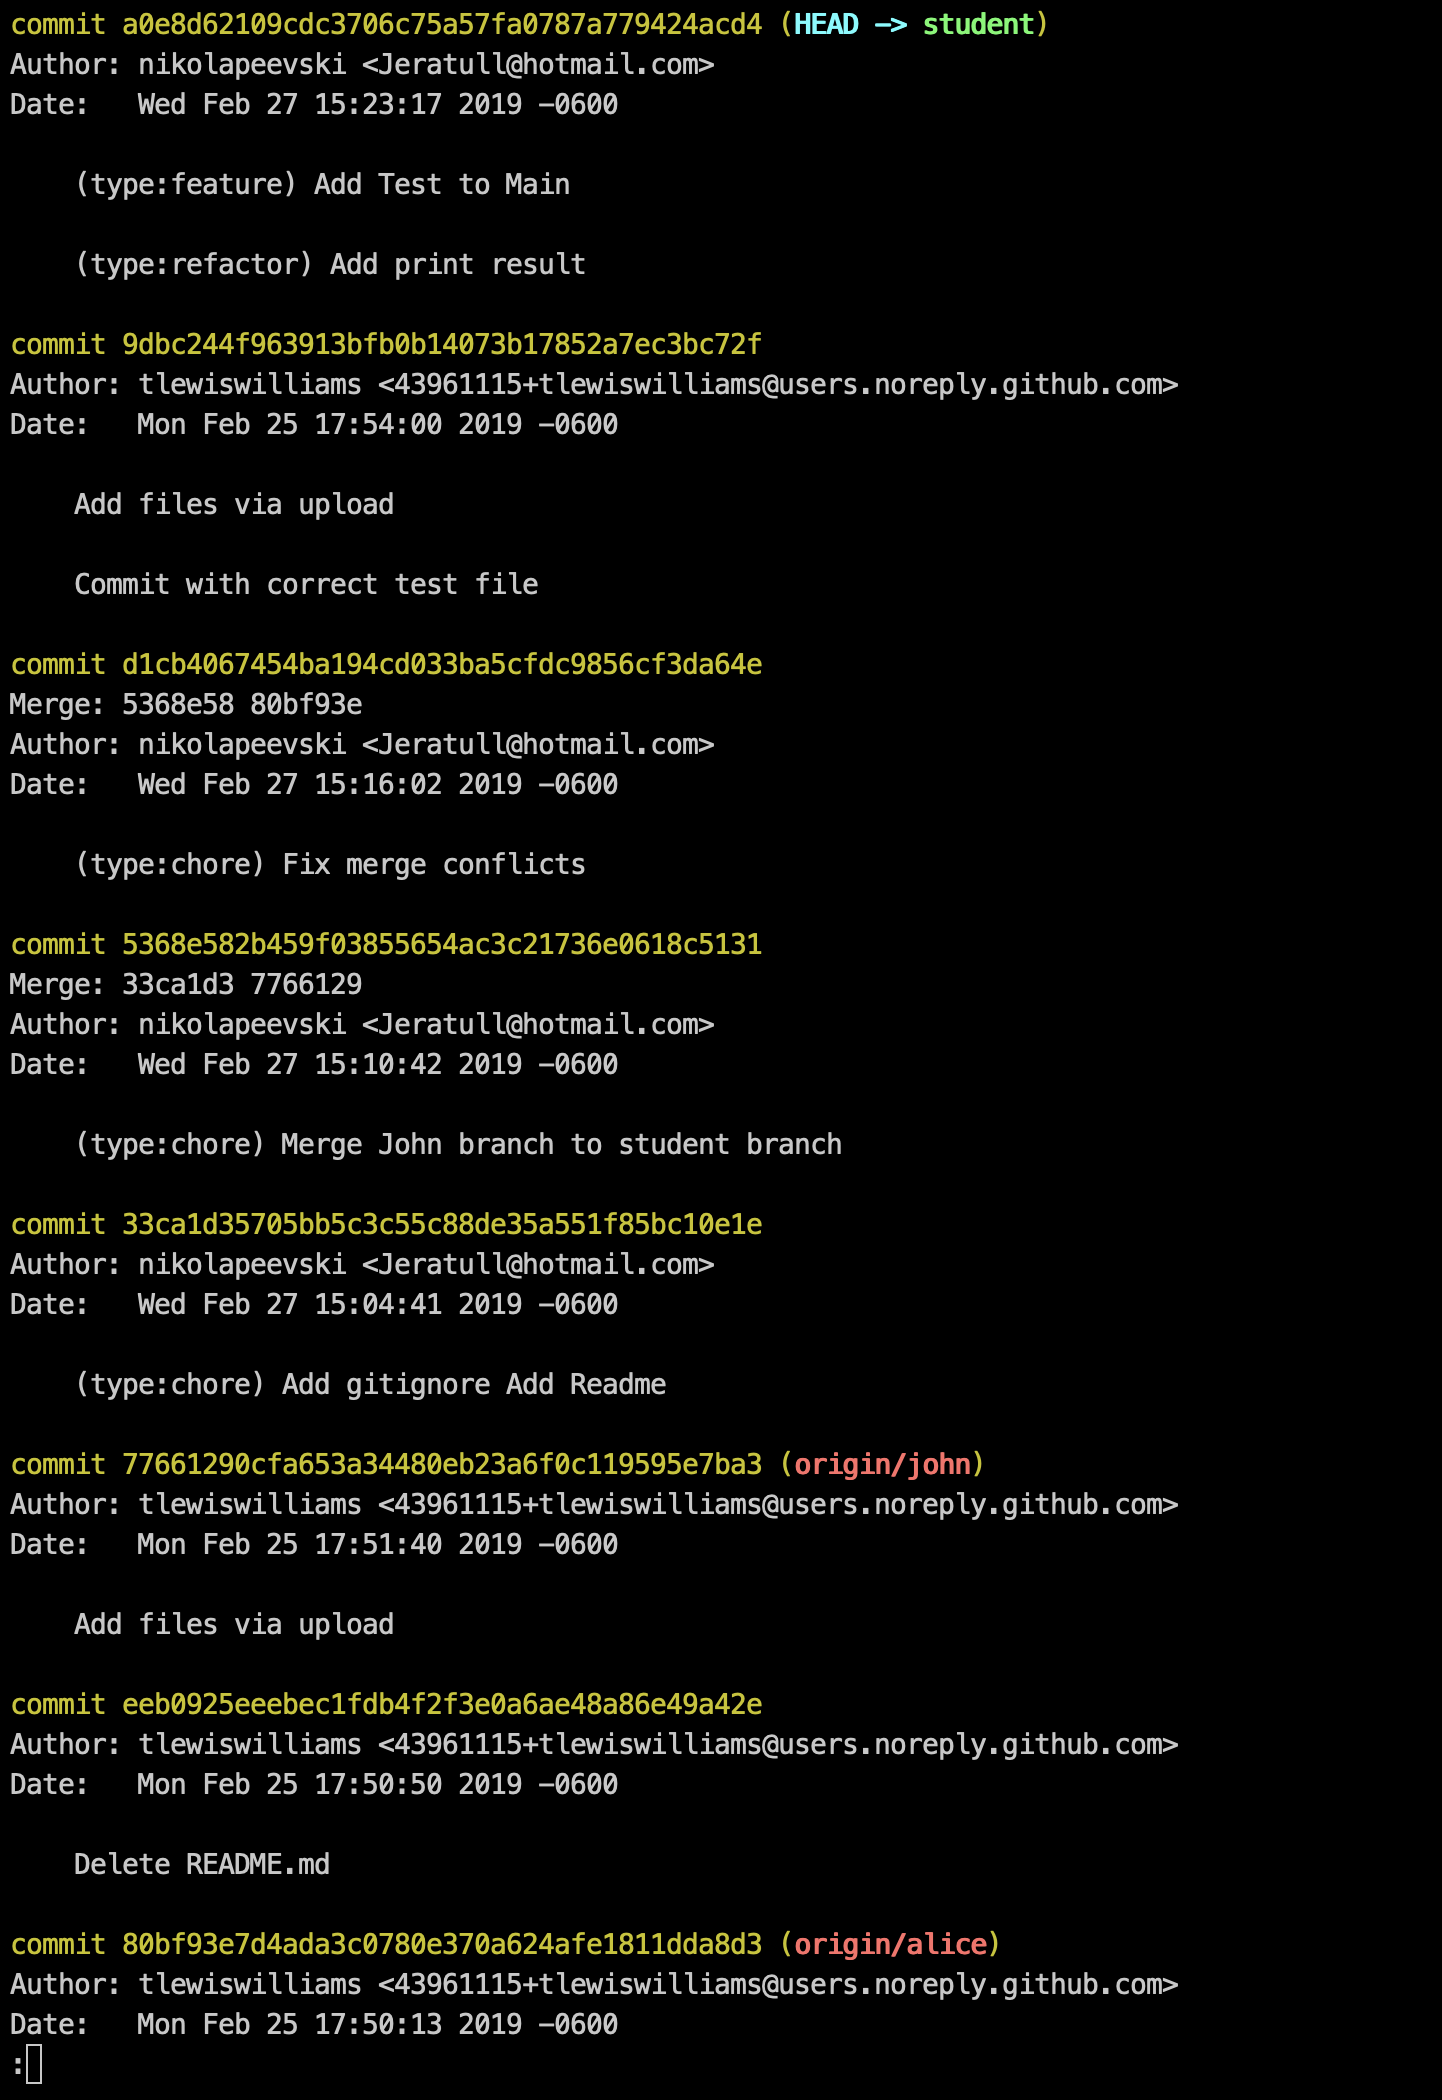 commit a0e8d62109cdc3706c75a57fa0787a779424acd4 (HEAD -> student)
Author: nikolapeevski <Jeratull@hotmail.com>
Date:   Wed Feb 27 15:23:17 2019 -0600
(type:feature) Add Test to Main
(type:refactor) Add print result
commit 9dbc244f963913bfb0b14073b17852a7ec3bc72f
Author: tlewiswilliams <43961115+tlewiswilliams@users.noreply.github.com>
Date:   Mon Feb 25 17:54:00 2019 -0600
Add files via upload
Commit with correct test file
commit d1cb4067454ba194cd033ba5cfdc9856cf3da64e
Merge: 5368e58 80bf93e
Author: nikolapeevski <Jeratull@hotmail.com>
Date:   Wed Feb 27 15:16:02 2019 -0600
(type:chore) Fix merge conflicts
commit 5368e582b459f03855654ac3c21736e0618c5131
Merge: 33ca1d3 7766129
Author: nikolapeevski <Jeratull@hotmail.com>
Date:   Wed Feb 27 15:10:42 2019 -0600
(type:chore) Merge John branch to student branch
commit 33ca1d35705bb5c3c55c88de35a551f85bc10e1e
Author: nikolapeevski <Jeratull@hotmail.com>
Date:   Wed Feb 27 15:04:41 2019 -0600
(type:chore) Add gitignore Add Readme
commit 77661290cfa653a34480eb23a6f0c119595e7ba3 (origin/john)
Author: tlewiswilliams <43961115+tlewiswilliams@users.noreply.github.com>
Date:   Mon Feb 25 17:51:40 2019 -0600
Add files via upload
commit eeb0925eeebec1fdb4f2f3e0a6ae48a86e49a42e
Author: tlewiswilliams <43961115+tlewiswilliams@users.noreply.github.com>
Date:   Mon Feb 25 17:50:50 2019 -0600
Delete README.md
commit 80bf93e7d4ada3c0780e370a624afe1811dda8d3 (origin/alice)
Author: tlewiswilliams <43961115+tlewiswilliams@users.noreply.github.com>
Date:   Mon Feb 25 17:50:13 2019 -0600
: